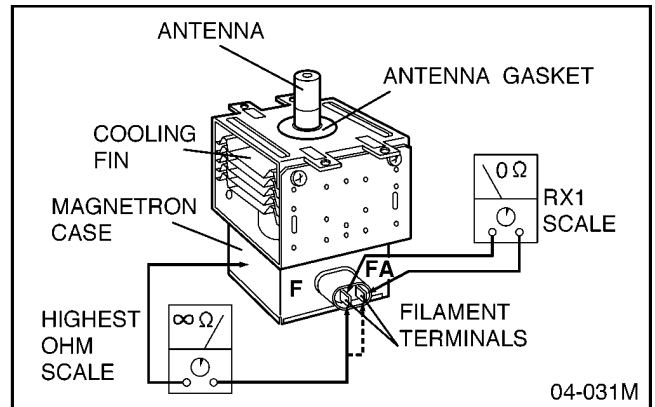 ANTENNA
ANTENNA GASKET
COOLING
FIN
0 Ω
RX1
SCALE
MAGNETRON
CASE
F
FA
∞ Ω
HIGHEST
OHM
SCALE
FILAMENT
TERMINALS
04-031M